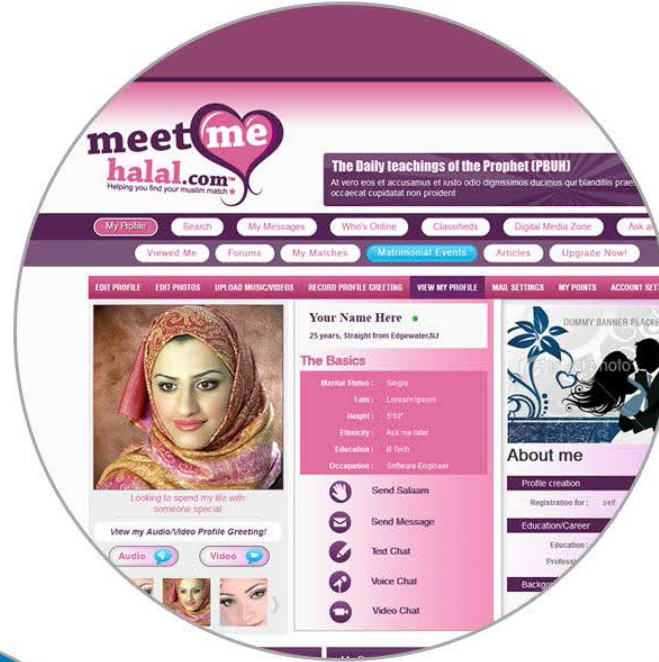 meet me
halal.com™
Helping you find your muslim match
The Daily teachings of the Prophet (PBUH)
At vero eos et accusamus et iusto odio dignissimos ducimus qui blanditiis praes
occaecat cupidatat non proident
My Profile Search My Messages Who's Online Classifieds Digital Media Zone Ask a
Viewed Me Forums My Matches Matrimonial Events Articles Upgrade Now!
EDIT PROFILE EDIT PHOTOS UPLOAD MUSIC/VIDEOS RECORD PROFILE GREETING VIEW MY PROFILE MAIL SETTINGS MY POINTS ACCOUNT SET
Your Name Here
25 years, Straight from Edgewater,NJ
The Basics
Marital States : Single
I am : Loream Ipsum
Height : 5'10"
Ethnicity : Ask me later
Education : B Tech
Occupation : Software Engineer
Send Salaam
Send Message
Text Chat
Voice Chat
Video Chat
Looking to spend my life with
someone special
View my Audio/Video Profile Greeting!
Audio Video
DUMMY BANNER PLACE
About me
Profile creation
Registration for : self
Education/Career
Education :
Profess
Backgr